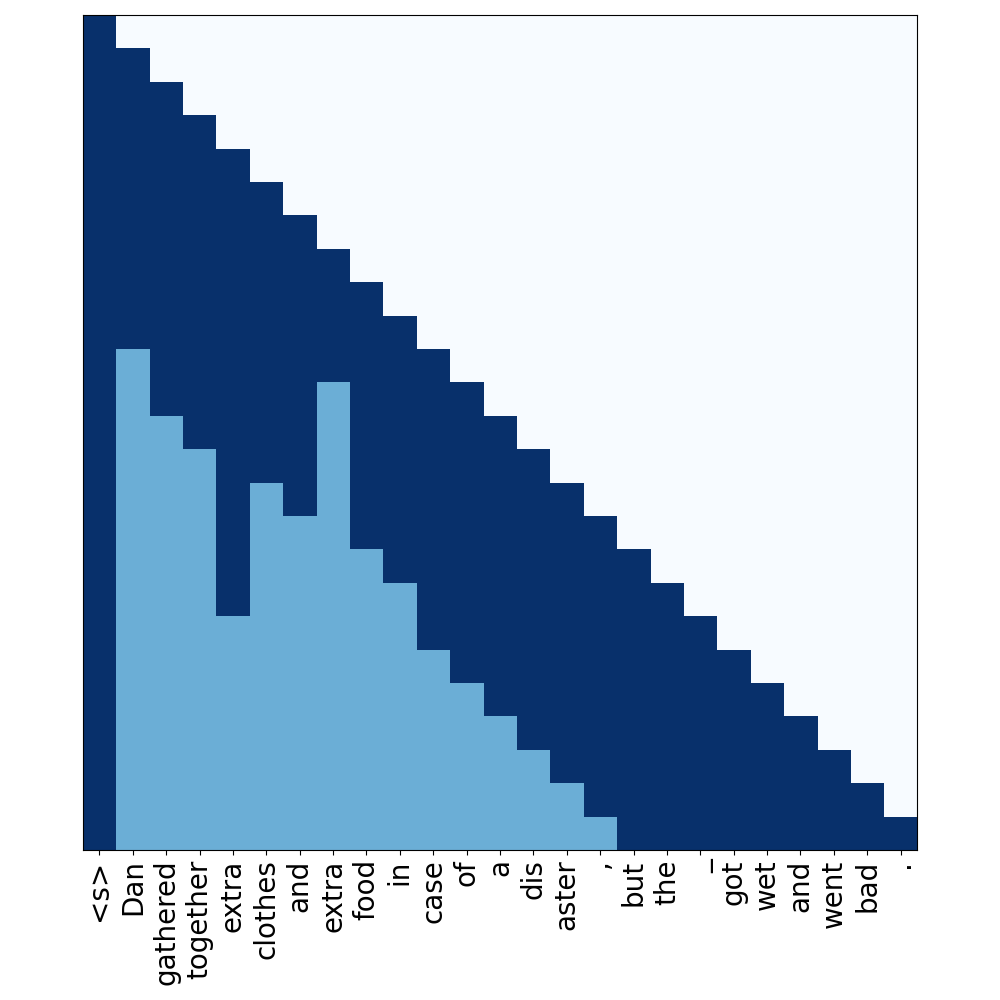 <s> Dan gathered together extra clothes and extra food in case of a dis aster , but the _ got wet and went bad .